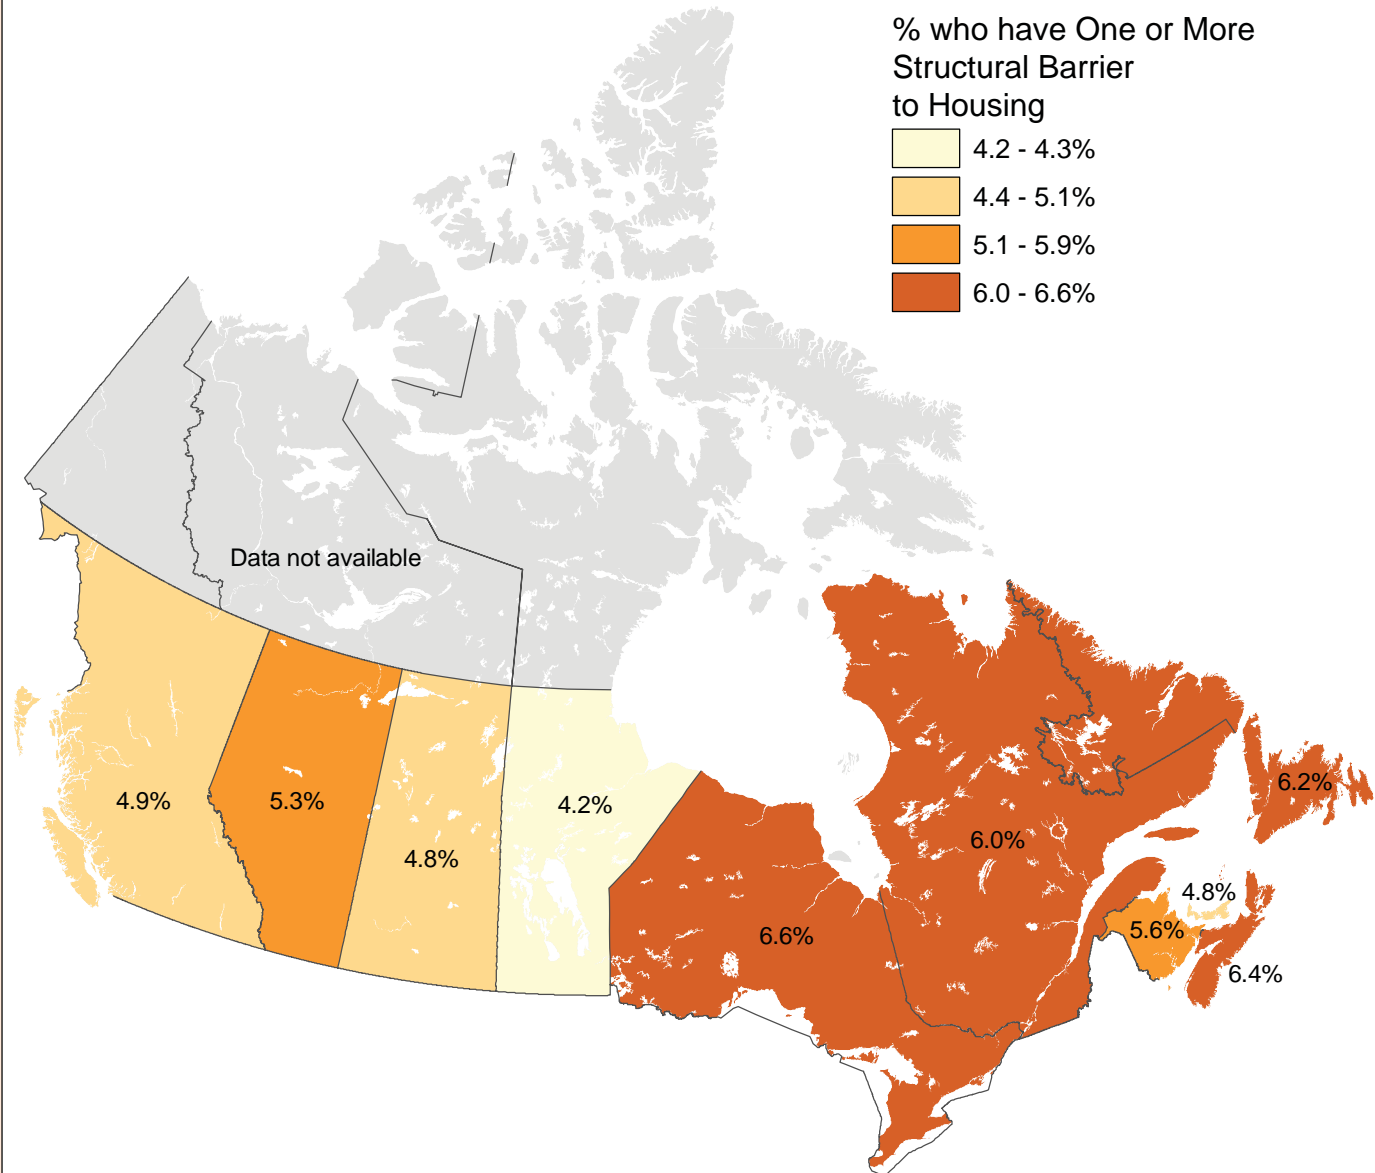 % who have One or More
Structural Barrier
to Housing
4.2 - 4.3%
4.4 - 5.1%
5.1 - 5.9%
6.0 - 6.6%
Data not available
4.9%
5.3%
4.8%
4.2%
6.6%
6.0%
6.2%
4.8%
5.6%
6.4%